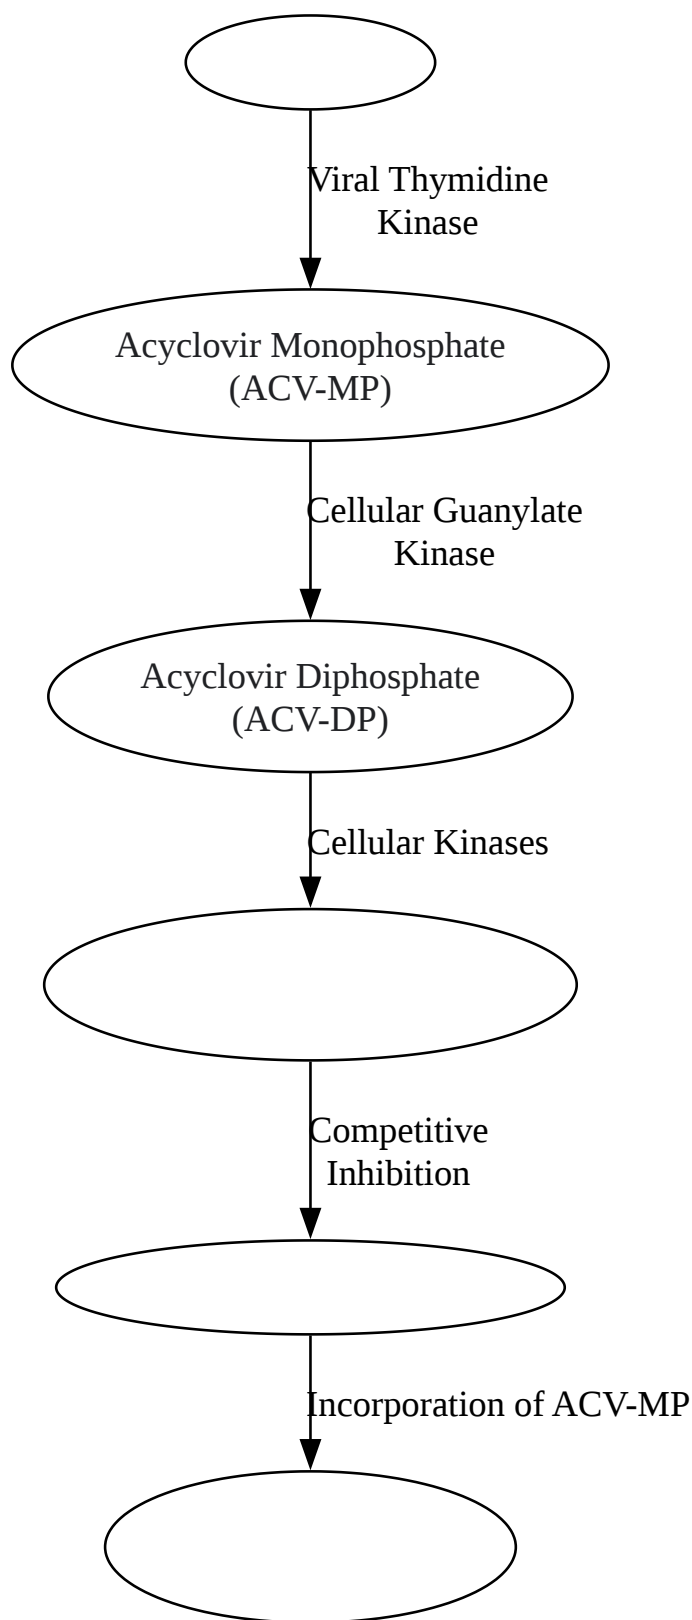 Viral Thymidine
Kinase
Acyclovir Monophosphate
(ACV-MP)
Cellular Guanylate
Kinase
Acyclovir Diphosphate
(ACV-DP)
Cellular Kinases
Competitive
Inhibition
Incorporation of ACV-MP